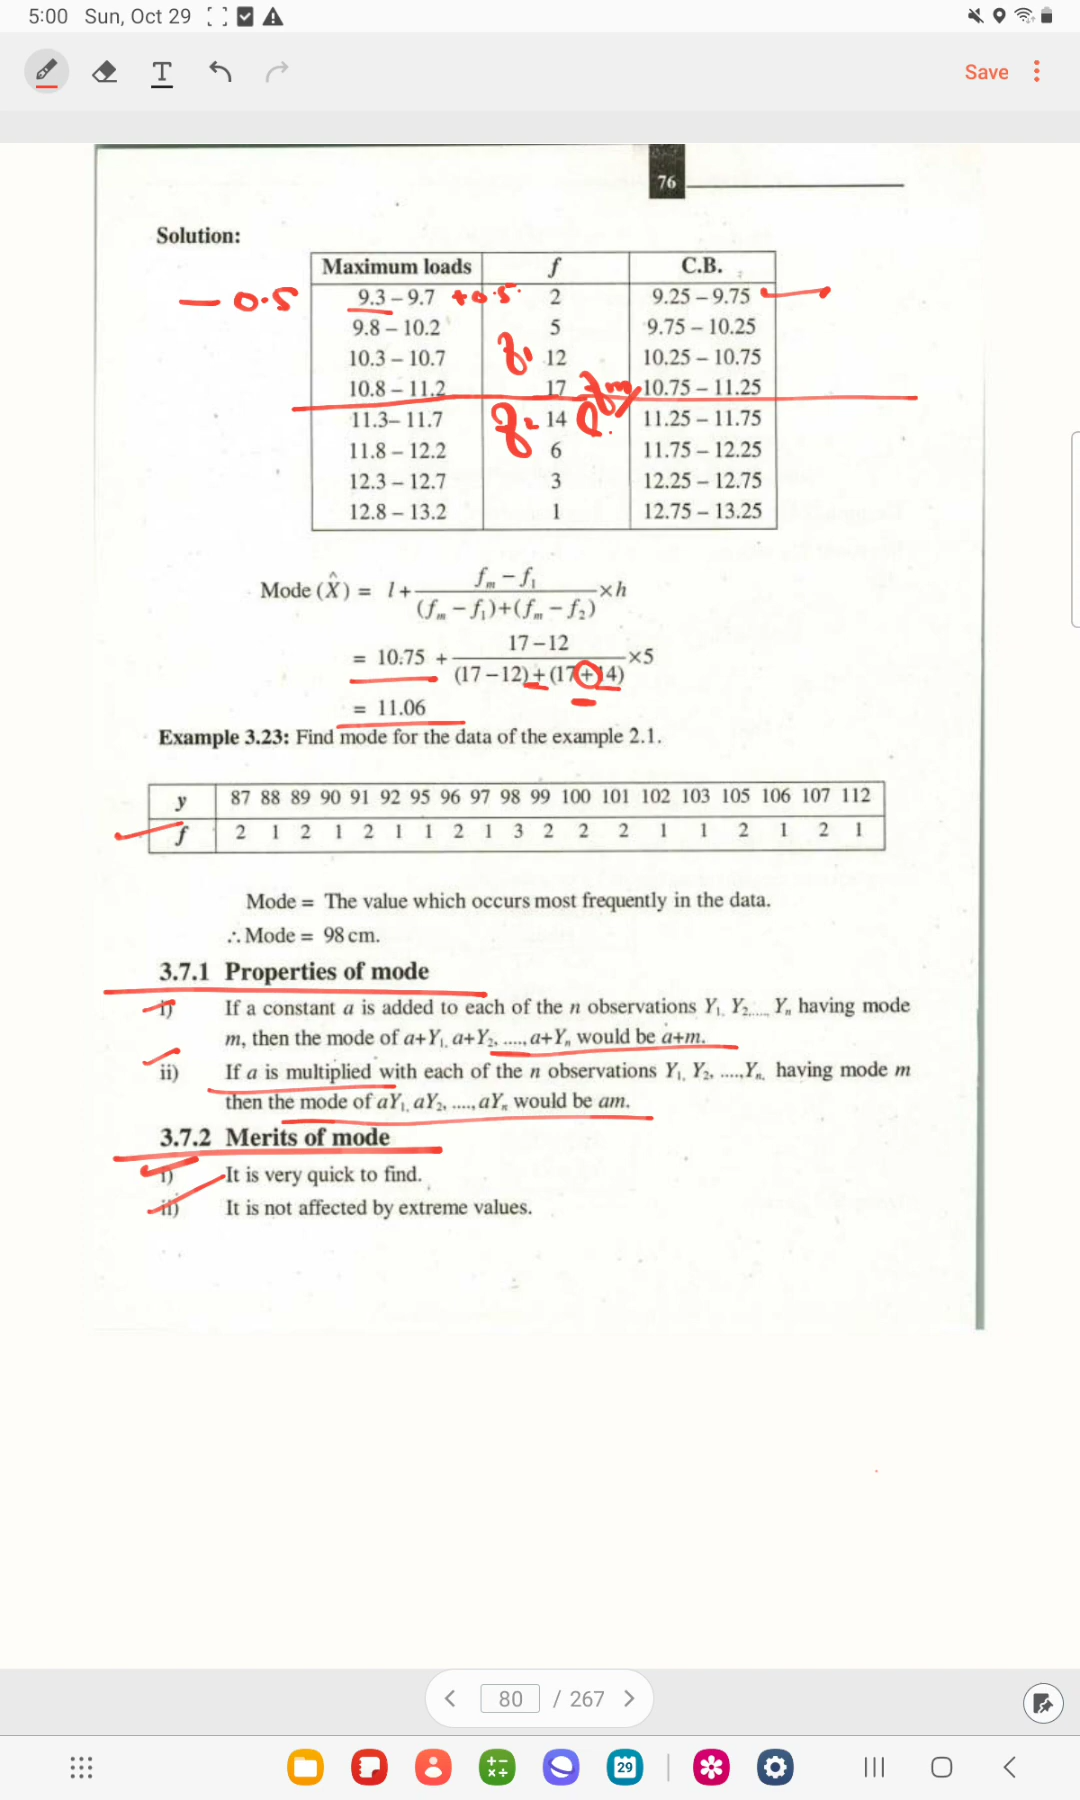 5:00 Sun, Oct 29
Save
76
Solution:
Maximum loads f C.B.
– 0.5 9.3 – 9.7 +0.5 2 9.25 – 9.75
9.8 – 10.2 5 9.75 – 10.25
10.3 – 10.7 12 10.25 – 10.75
10.8 – 11.2 17 10.75 – 11.25
11.3– 11.7 14 11.25 – 11.75
11.8 – 12.2 6 11.75 – 12.25
12.3 – 12.7 3 12.25 – 12.75
12.8 – 13.2 1 12.75 – 13.25
Mode (X̂) = l + (fm – f1) / ((fm – f1)+(fm – f2)) × h
= 10.75 + (17–12) / ((17–12)+(17+14)) ×5
= 11.06
Example 3.23: Find mode for the data of the example 2.1.
y 87 88 89 90 91 92 95 96 97 98 99 100 101 102 103 105 106 107 112
f 2 1 2 1 2 1 1 2 1 3 2 2 2 1 1 2 1 2 1
Mode = The value which occurs most frequently in the data.
∴ Mode = 98 cm.
3.7.1 Properties of mode
i) If a constant a is added to each of the n observations Y1, Y2,..... Yn having mode
m, then the mode of a+Y1, a+Y2, ....., a+Yn would be a+m.
ii) If a is multiplied with each of the n observations Y1, Y2, .....,Yn, having mode m
then the mode of aY1, aY2, ....., aYn would be am.
3.7.2 Merits of mode
i) It is very quick to find.
ii) It is not affected by extreme values.
80 / 267
29